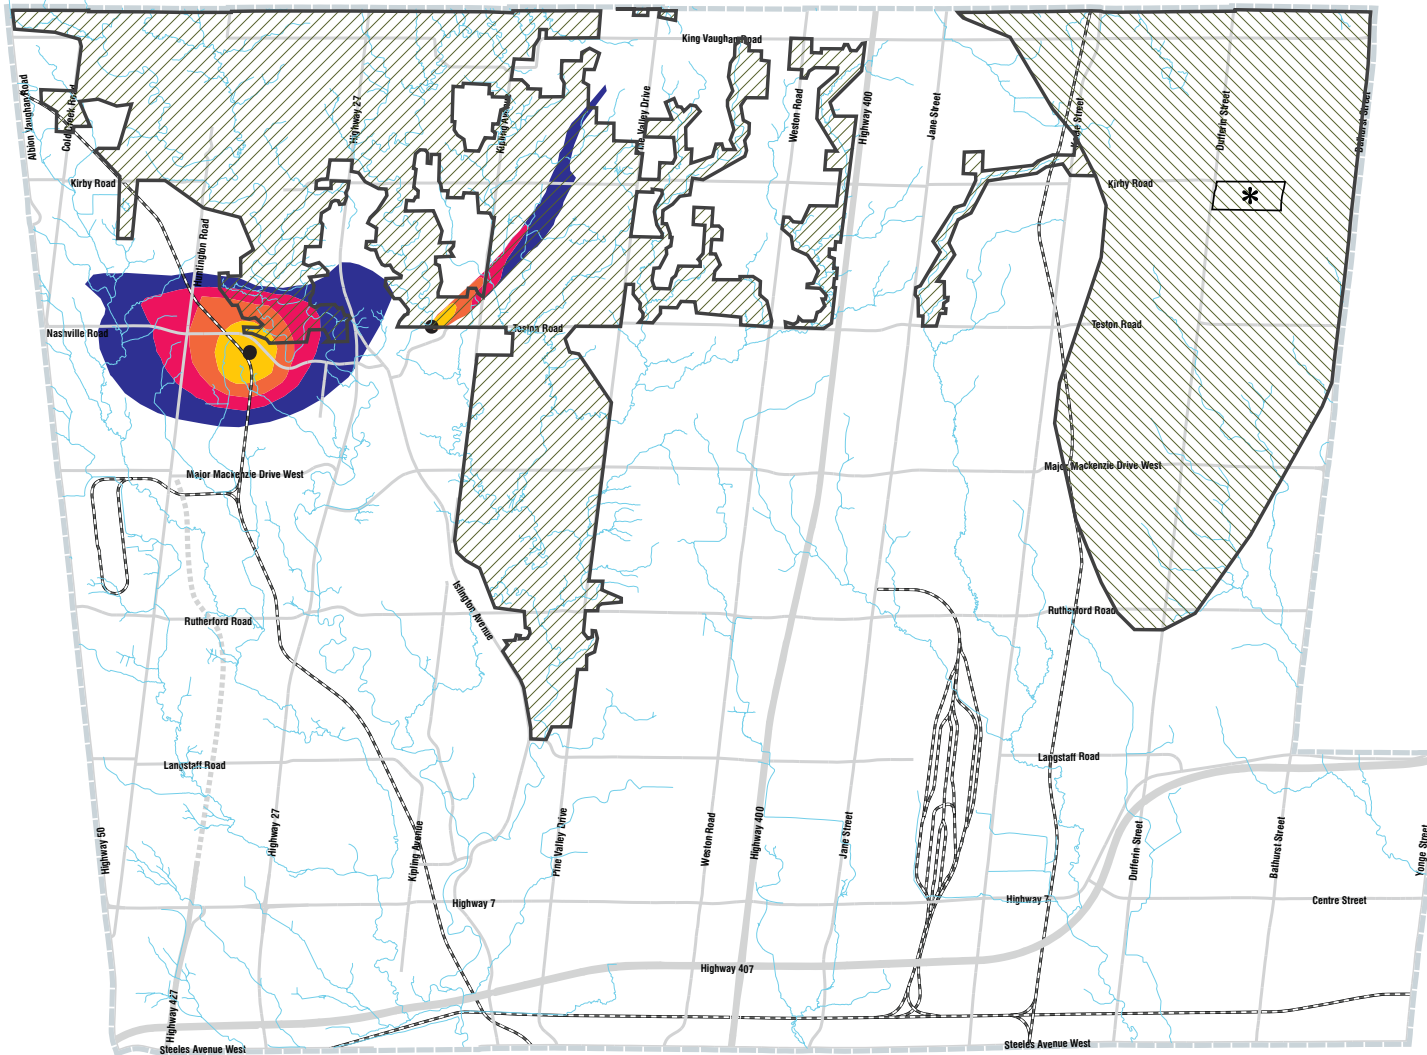 King Vaughan Road
Albion Vaughan Road
Cold Creek Road
Highway 27
Kipling Avenue
Pine Valley Drive
Weston Road
Highway 400
Jane Street
Keele Street
Dufferin Street
Bathurst Street
Kirby Road
Kirby Road
*
Huntington Road
Nashville Road
Teston Road
Teston Road
Major Mackenzie Drive West
Major Mackenzie Drive West
Islington Avenue
Rutherford Road
Rutherford Road
Langstaff Road
Langstaff Road
Highway 50
Highway 27
Kipling Avenue
Pine Valley Drive
Weston Road
Highway 400
Jane Street
Dufferin Street
Bathurst Street
Yonge Street
Highway 7
Highway 7
Centre Street
Highway 407
Highway 427
Steeles Avenue West
Steeles Avenue West